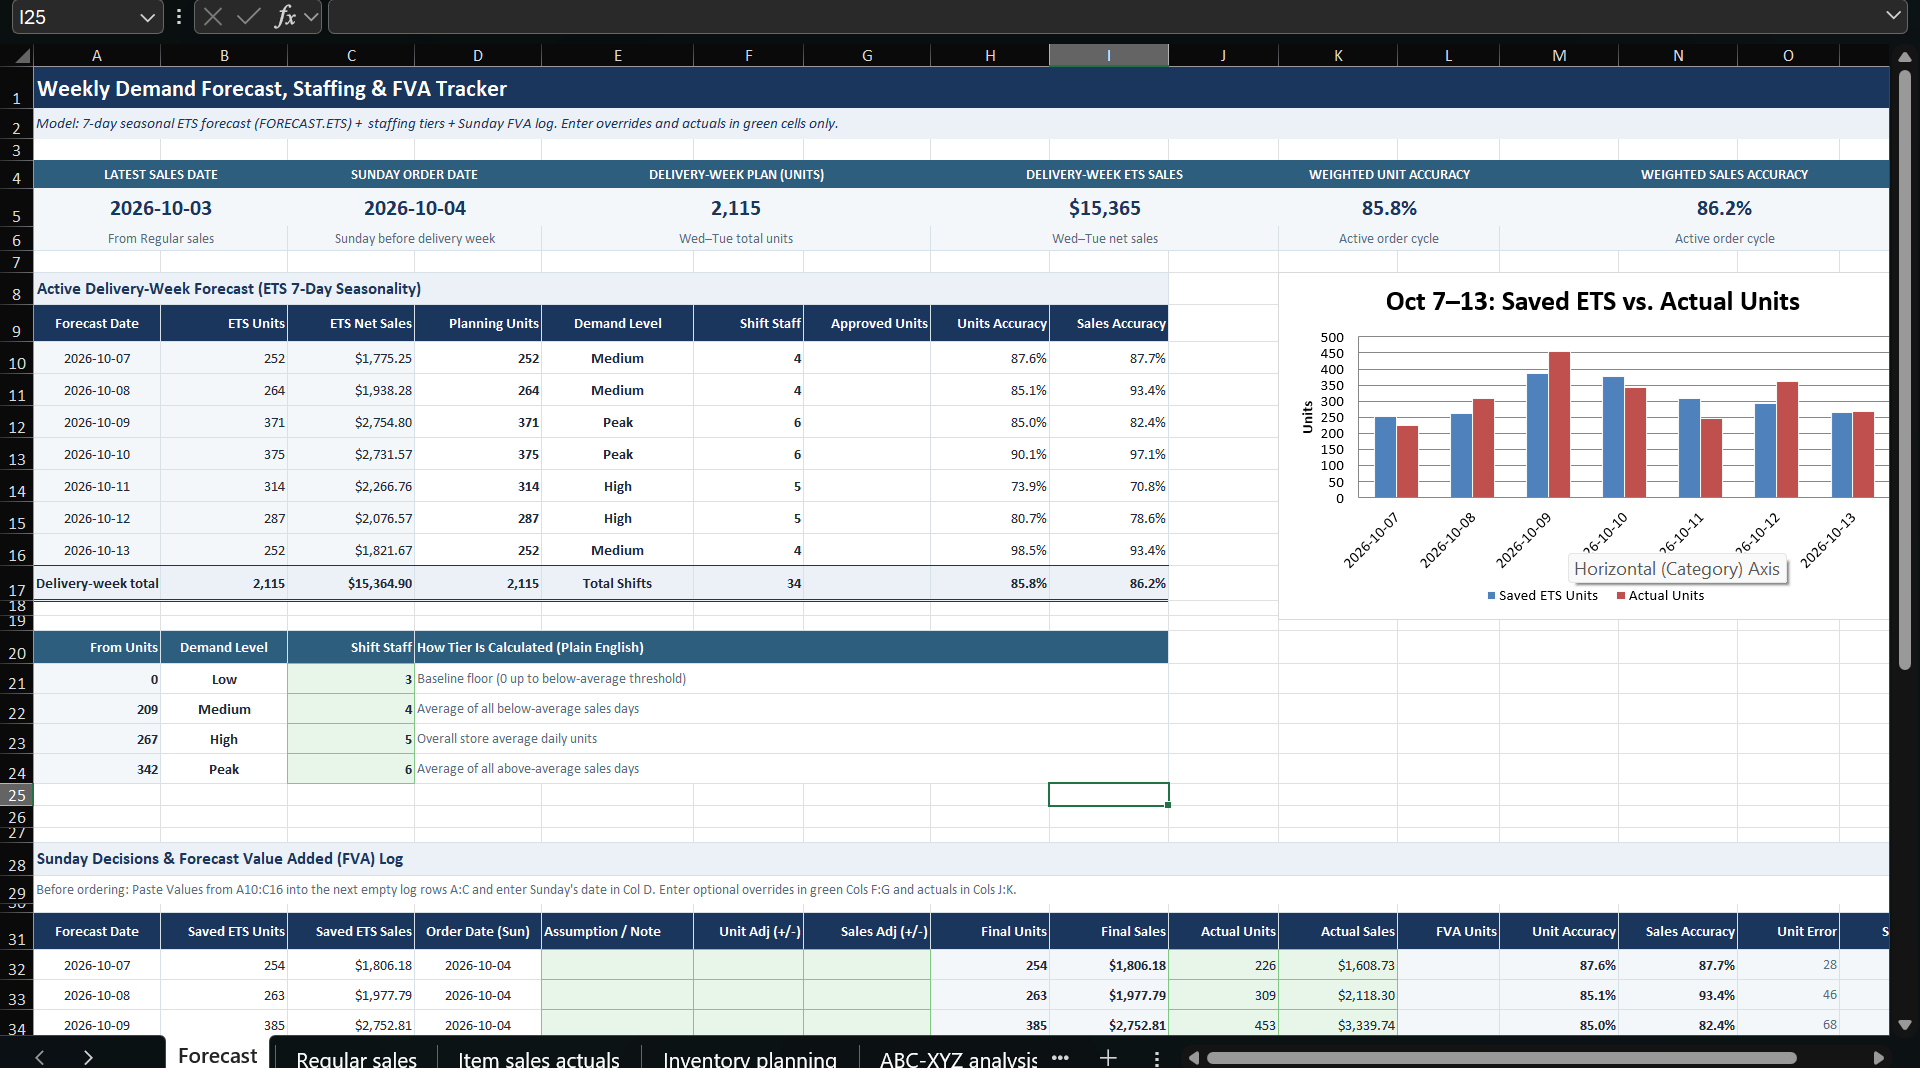 I25
fx
A B C D E F G H I J K L M N O
1 Weekly Demand Forecast, Staffing & FVA Tracker
2 Model: 7-day seasonal ETS forecast (FORECAST.ETS) + staffing tiers + Sunday FVA log. Enter overrides and actuals in green cells only.
3
4 LATEST SALES DATE SUNDAY ORDER DATE DELIVERY-WEEK PLAN (UNITS) DELIVERY-WEEK ETS SALES WEIGHTED UNIT ACCURACY WEIGHTED SALES ACCURACY
5 2026-10-03 2026-10-04 2,115 $15,365 85.8% 86.2%
6 From Regular sales Sunday before delivery week Wed–Tue total units Wed–Tue net sales Active order cycle Active order cycle
7
8 Active Delivery-Week Forecast (ETS 7-Day Seasonality)
9 Forecast Date ETS Units ETS Net Sales Planning Units Demand Level Shift Staff Approved Units Units Accuracy Sales Accuracy
10 2026-10-07 252 $1,775.25 252 Medium 4 87.6% 87.7%
11 2026-10-08 264 $1,938.28 264 Medium 4 85.1% 93.4%
12 2026-10-09 371 $2,754.80 371 Peak 6 85.0% 82.4%
13 2026-10-10 375 $2,731.57 375 Peak 6 90.1% 97.1%
14 2026-10-11 314 $2,266.76 314 High 5 73.9% 70.8%
15 2026-10-12 287 $2,076.57 287 High 5 80.7% 78.6%
16 2026-10-13 252 $1,821.67 252 Medium 4 98.5% 93.4%
17 Delivery-week total 2,115 $15,364.90 2,115 Total Shifts 34 85.8% 86.2%
18
19
Oct 7–13: Saved ETS vs. Actual Units
Units
500
450
400
350
300
250
200
150
100
50
0
2026-10-07 2026-10-08 2026-10-09 26-10-10 26-10-11 26-10-12 2026-10-13
Horizontal (Category) Axis
Saved ETS Units Actual Units
20 From Units Demand Level Shift Staff How Tier Is Calculated (Plain English)
21 0 Low 3 Baseline floor (0 up to below-average threshold)
22 209 Medium 4 Average of all below-average sales days
23 267 High 5 Overall store average daily units
24 342 Peak 6 Average of all above-average sales days
25
26
27
28 Sunday Decisions & Forecast Value Added (FVA) Log
29 Before ordering: Paste Values from A10:C16 into the next empty log rows A:C and enter Sunday's date in Col D. Enter optional overrides in green Cols F:G and actuals in Cols J:K.
30
31 Forecast Date Saved ETS Units Saved ETS Sales Order Date (Sun) Assumption / Note Unit Adj (+/-) Sales Adj (+/-) Final Units Final Sales Actual Units Actual Sales FVA Units Unit Accuracy Sales Accuracy Unit Error S
32 2026-10-07 254 $1,806.18 2026-10-04 254 $1,806.18 226 $1,608.73 87.6% 87.7% 28
33 2026-10-08 263 $1,977.79 2026-10-04 263 $1,977.79 309 $2,118.30 85.1% 93.4% 46
34 2026-10-09 385 $2,752.81 2026-10-04 385 $2,752.81 453 $3,339.74 85.0% 82.4% 68
Forecast Regular sales Item sales actuals Inventory planning ABC-XYZ analysis